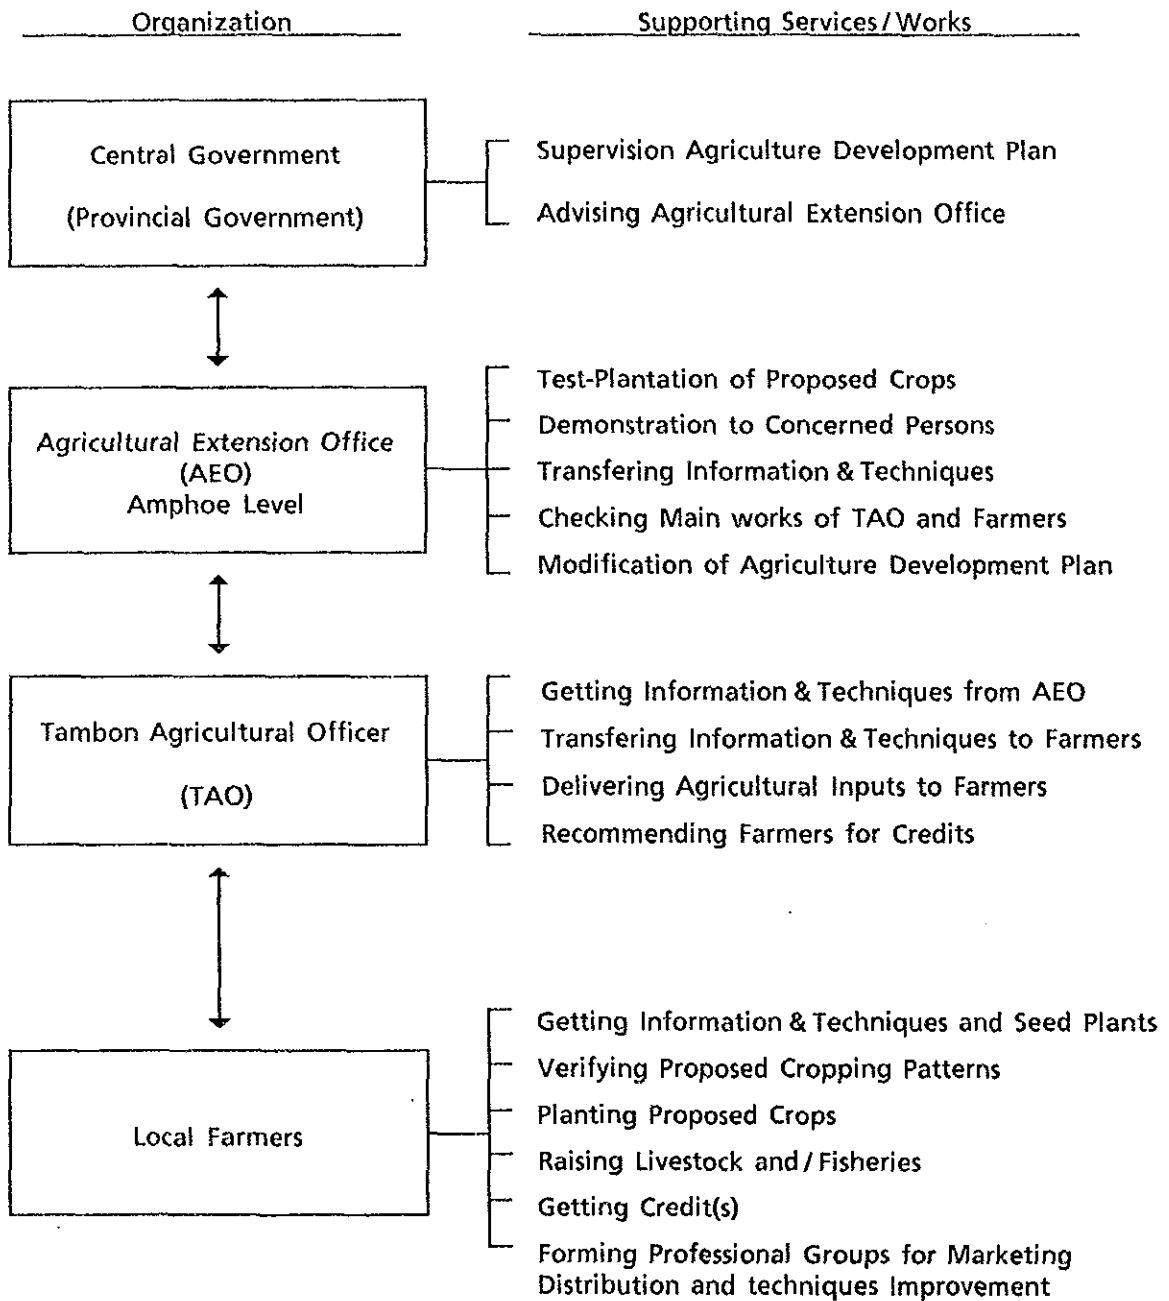 Organization
Supporting Services/Works
Central Government
(Provincial Government)
Supervision Agriculture Development Plan
Advising Agricultural Extension Office
Agricultural Extension Office
(AEO)
Amphoe Level
Test-Plantation of Proposed Crops
Demonstration to Concerned Persons
Transfering Information & Techniques
Checking Main works of TAO and Farmers
Modification of Agriculture Development Plan
Tambon Agricultural Officer
(TAO)
Getting Information & Techniques from AEO
Transfering Information & Techniques to Farmers
Delivering Agricultural Inputs to Farmers
Recommending Farmers for Credits
Local Farmers
Getting Information & Techniques and Seed Plants
Verifying Proposed Cropping Patterns
Planting Proposed Crops
Raising Livestock and/Fisheries
Getting Credit(s)
Forming Professional Groups for Marketing
Distribution and techniques Improvement